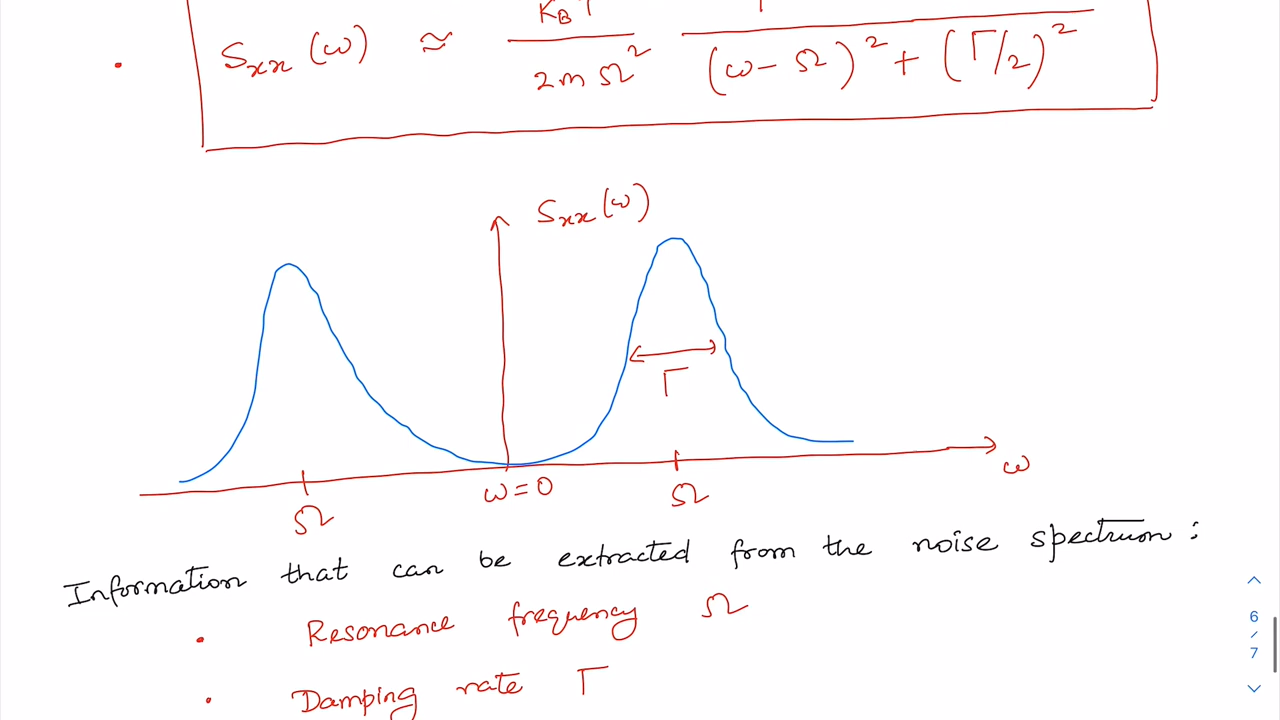 K_B T
S_xx (ω) ≈ 2mΩ² (ω - Ω)² + (Γ/2)²
S_xx (ω)
Γ
ω
ω = 0
Ω
Ω
Information that can be extracted from the noise spectrum :
• Resonance frequency Ω
6
/
7
• Damping rate Γ